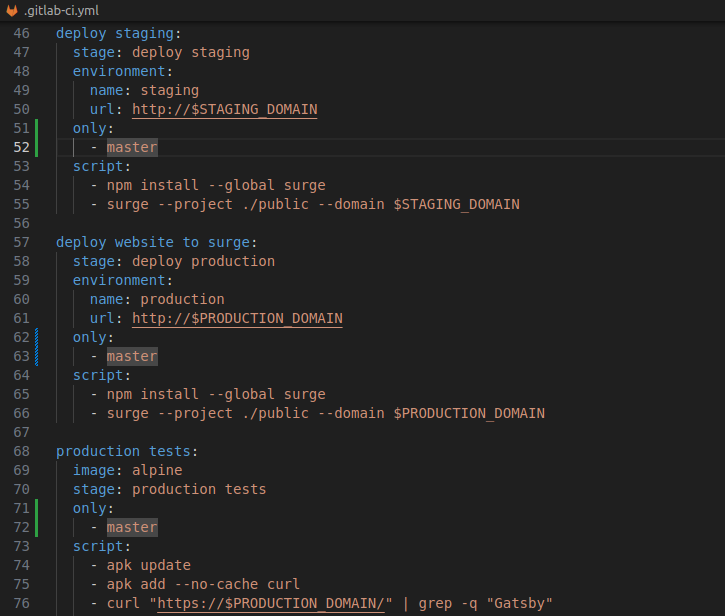 .gitlab-ci.yml
46 deploy staging:
47   stage: deploy staging
48   environment:
49     name: staging
50     url: http://$STAGING_DOMAIN
51   only:
52     - master
53   script:
54     - npm install --global surge
55     - surge --project ./public --domain $STAGING_DOMAIN
56
57 deploy website to surge:
58   stage: deploy production
59   environment:
60     name: production
61     url: http://$PRODUCTION_DOMAIN
62   only:
63     - master
64   script:
65     - npm install --global surge
66     - surge --project ./public --domain $PRODUCTION_DOMAIN
67
68 production tests:
69   image: alpine
70   stage: production tests
71   only:
72     - master
73   script:
74     - apk update
75     - apk add --no-cache curl
76     - curl "https://$PRODUCTION_DOMAIN/" | grep -q "Gatsby"